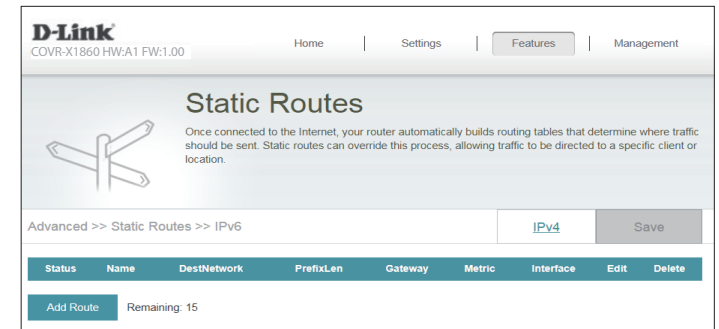 D-Link
COVR-X1860 HW:A1 FW:1.00
Home | Settings | Features | Management
Static Routes
Once connected to the Internet, your router automatically builds routing tables that determine where traffic
should be sent. Static routes can override this process, allowing traffic to be directed to a specific client or
location.
Advanced >> Static Routes >> IPv6
IPv4
Save
Status Name DestNetwork PrefixLen Gateway Metric Interface Edit Delete
Add Route
Remaining: 15